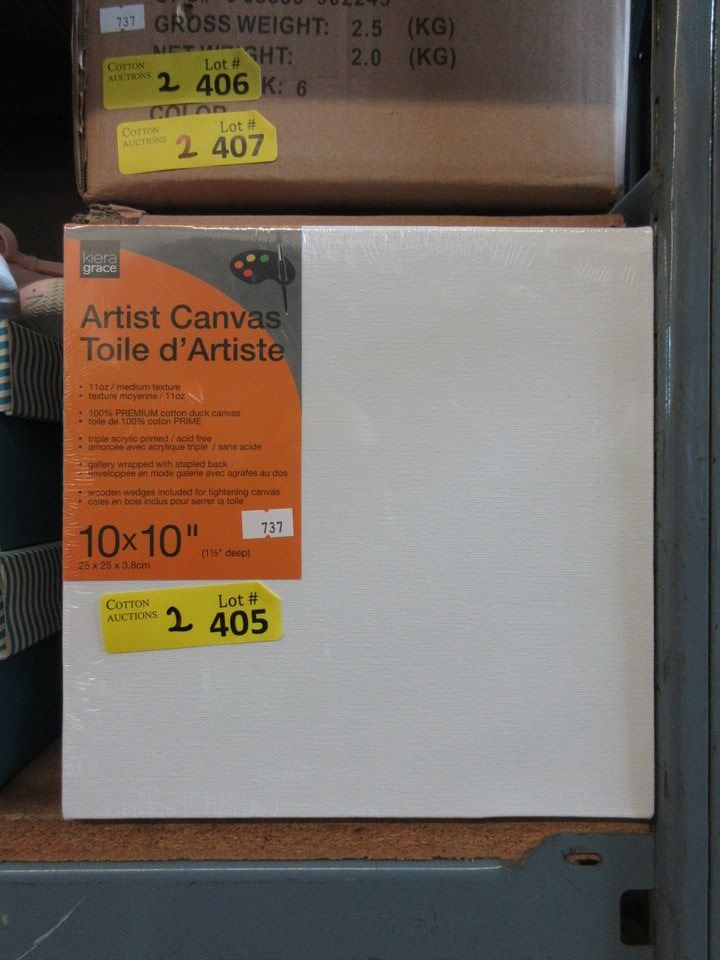 737
GROSS WEIGHT: 2.5 (KG)
NET WEIGHT: 2.0 (KG)
COTTON AUCTIONS 2 Lot # 406
K: 6
COLOR
COTTON AUCTIONS 2 Lot # 407
kiera
grace
Artist Canvas
Toile d'Artiste
• 11oz / medium texture
• texture moyenne / 11oz
• 100% PREMIUM cotton duck canvas
• toile de 100% coton PRIME
• triple acrylic primed / acid free
• amorcée avec acrylique triple / sans acide
• gallery wrapped with stapled back
• enveloppée en mode galerie avec agrafes au dos
• wooden wedges included for tightening canvas
• cales en bois inclus pour serrer la toile
737
10x10" (1½" deep)
25 x 25 x 3.8cm
COTTON AUCTIONS 2 Lot # 405